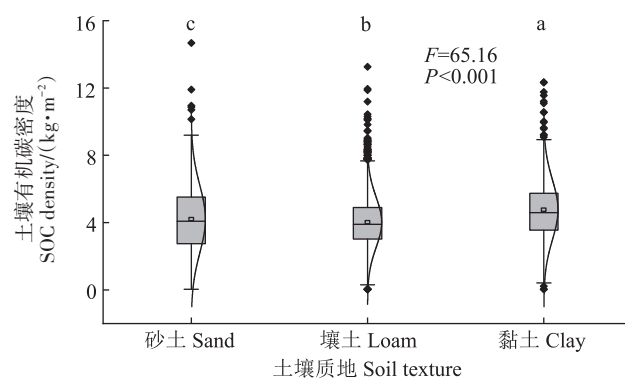 16
12
8
4
0
土壤有机碳密度
SOC density/(kg•m⁻²)
c
b
a
F=65.16
P<0.001
砂土 Sand
壤土 Loam
黏土 Clay
土壤质地 Soil texture